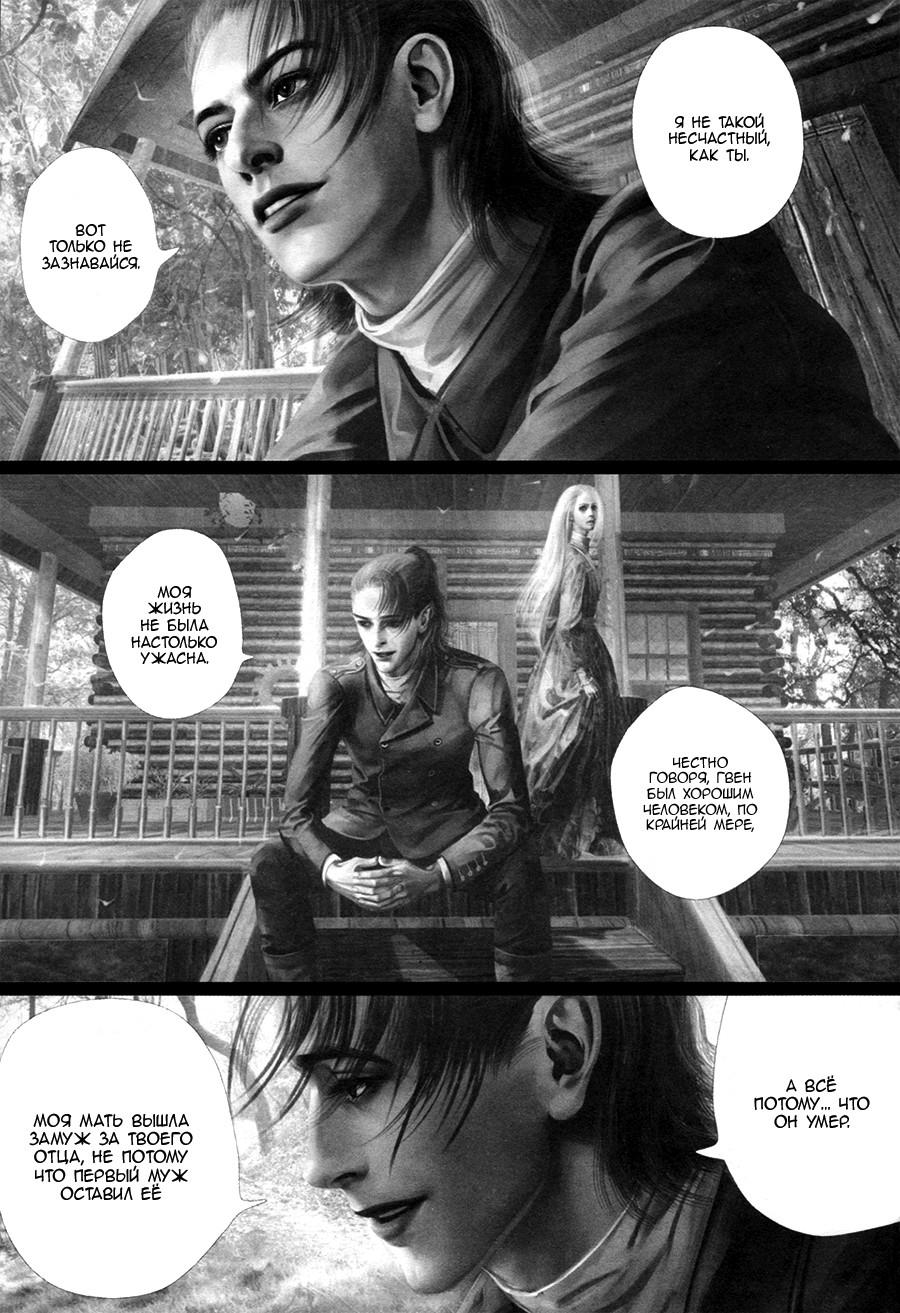 ВОТ
ТОЛЬКО НЕ
ЗАЗНАВАЙСЯ.
Я НЕ ТАКОЙ
НЕСЧАСТНЫЙ,
КАК ТЫ.
МОЯ
ЖИЗНЬ
НЕ БЫЛА
НАСТОЛЬКО
УЖАСНА.
ЧЕСТНО
ГОВОРЯ, ГВЕН
БЫЛ ХОРОШИМ
ЧЕЛОВЕКОМ, ПО
КРАЙНЕЙ МЕРЕ,
МОЯ МАТЬ ВЫШЛА
ЗАМУЖ ЗА ТВОЕГО
ОТЦА, НЕ ПОТОМУ
ЧТО ПЕРВЫЙ МУЖ
ОСТАВИЛ ЕЁ
А ВСЁ
ПОТОМУ... ЧТО
ОН УМЕР.